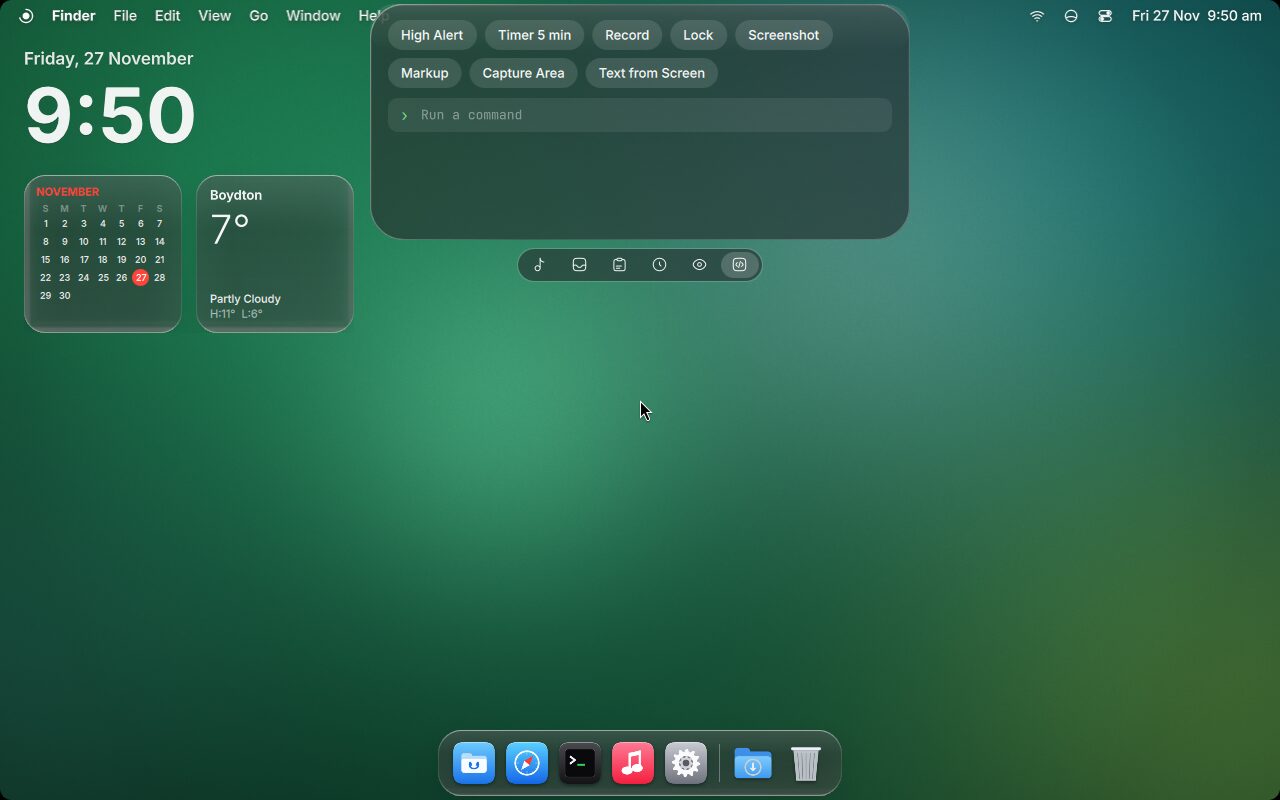 Finder File Edit View Go Window Help
Fri 27 Nov 9:50 am
Friday, 27 November
9:50
NOVEMBER
S M T W T F S
1 2 3 4 5 6 7
8 9 10 11 12 13 14
15 16 17 18 19 20 21
22 23 24 25 26 27 28
29 30
Boydton
7°
Partly Cloudy
H:11° L:6°
High Alert Timer 5 min Record Lock Screenshot
Markup Capture Area Text from Screen
› Run a command